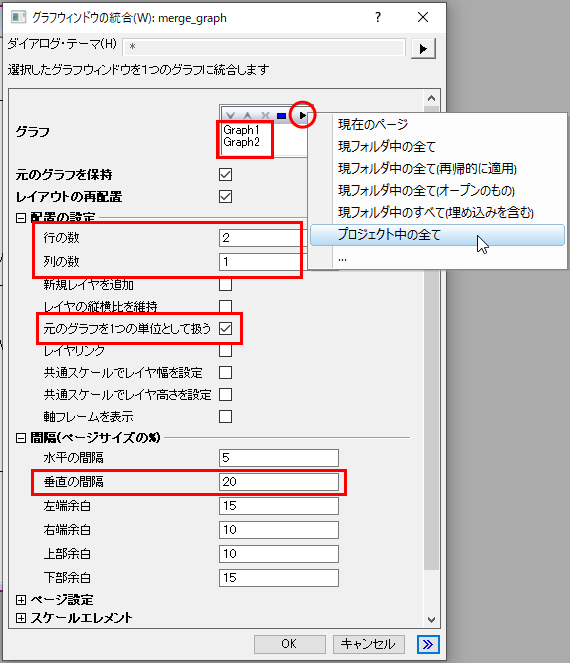 グラフウィンドウの統合(W): merge_graph
ダイアログ・テーマ(H) *
選択したグラフウィンドウを1つのグラフに統合します
グラフ
Graph1
Graph2
現在のページ
現フォルダ中の全て
現フォルダ中の全て(再帰的に適用)
現フォルダ中の全て(オープンのもの)
現フォルダ中のすべて(埋め込みを含む)
プロジェクト中の全て
...
元のグラフを保持
レイアウトの再配置
配置の設定
行の数 2
列の数 1
新規レイヤを追加
レイヤの縦横比を維持
元のグラフを1つの単位として扱う
レイヤリンク
共通スケールでレイヤ幅を設定
共通スケールでレイヤ高さを設定
軸フレームを表示
間隔(ページサイズの%)
水平の間隔 5
垂直の間隔 20
左端余白 15
右端余白 10
上部余白 10
下部余白 15
ページ設定
スケールエレメント
OK キャンセル